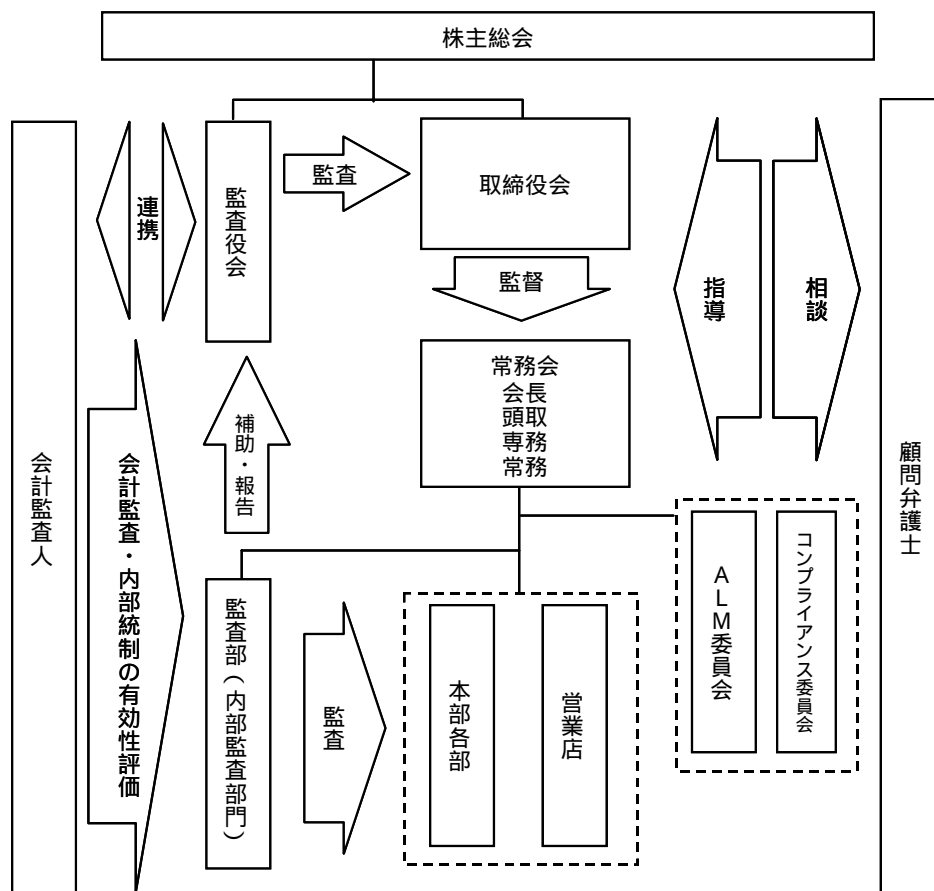 株主総会
会計監査人
連携
監査役会
監査
取締役会
監督
指導
相談
顧問弁護士
常務会
会長
頭取
専務
常務
補助・報告
会計監査・内部統制の有効性評価
監査部(内部監査部門)
監査
本部各部
営業店
ALM委員会
コンプライアンス委員会